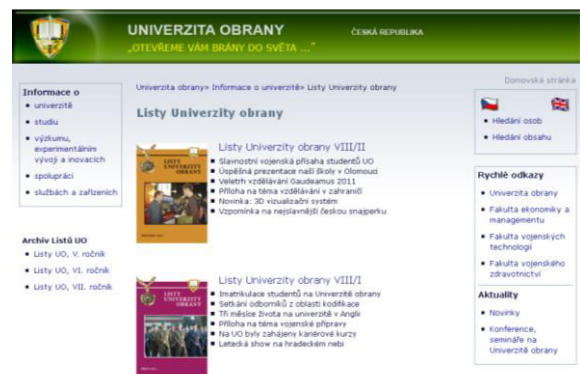 UNIVERZITA OBRANY
ČESKÁ REPUBLIKA
„OTEVŘEME VÁM BRÁNY DO SVĚTA ...“
Domovská stránka
Informace o
univerzitě
studiu
výzkumu,
experimentálním
vývoji a inovacích
spolupráci
službách a zařízeních
Archiv Listů UO
Listy UO, V. ročník
Listy UO, VI. ročník
Listy UO, VII. ročník
Univerzita obrany» Informace o univerzitě» Listy Univerzity obrany
Listy Univerzity obrany
LISTY
UNIVERZITY
OBRANY
Listy Univerzity obrany VIII/II
Slavnostní vojenská přísaha studentů UO
Úspěšná prezentace naší školy v Olomouci
Veletrh vzdělávání Gaudeamus 2011
Příloha na téma vzdělávání v zahraničí
Novinka: 3D vizualizační systém
Vzpomínka na nejslavnější českou snajperku
LISTY
UNIVERZITY
OBRANY
Listy Univerzity obrany VIII/I
Imatrikulace studentů na Univerzitě obrany
Setkání odborníků z oblasti kodifikace
Tři měsíce života na univerzitě v Anglii
Příloha na téma vojenské přípravy
Na UO byly zahájeny kariérové kurzy
Letecká show na hradeckém nebi
Hledání osob
Hledání obsahu
Rychlé odkazy
Univerzita obrany
Fakulta ekonomiky a
managementu
Fakulta vojenských
technologií
Fakulta vojenského
zdravotnictví
Aktuality
Novinky
Konference,
semináře na
Univerzitě obrany